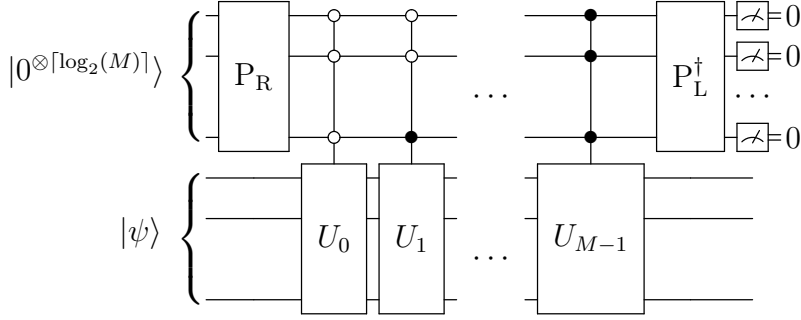 |0^{⊗⌈log₂(M)⌉}⟩ P_R ... P_L^† =0
=0
...
=0
|ψ⟩ U_0 U_1 ... U_{M−1}